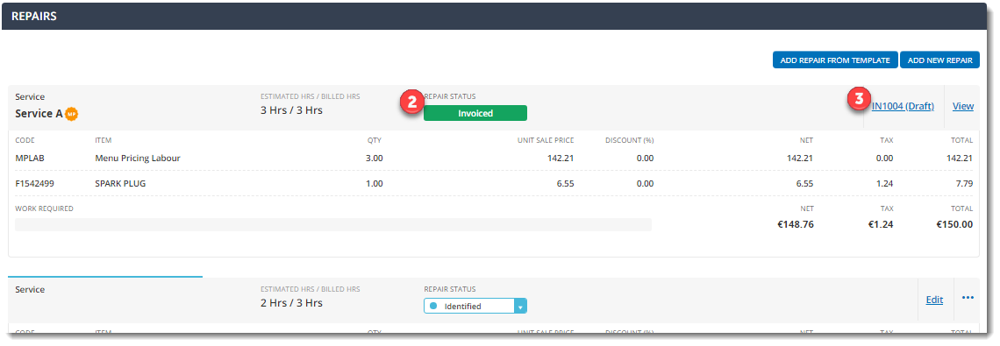 REPAIRS
ADD REPAIR FROM TEMPLATE ADD NEW REPAIR
Service ESTIMATED HRS / BILLED HRS REPAIR STATUS
Service A MP 3 Hrs / 3 Hrs 2 Invoiced 3 IN1004 (Draft) View
CODE ITEM QTY UNIT SALE PRICE DISCOUNT (%) NET TAX TOTAL
MPLAB Menu Pricing Labour 3.00 142.21 0.00 142.21 0.00 142.21
F1542499 SPARK PLUG 1.00 6.55 0.00 6.55 1.24 7.79
WORK REQUIRED NET TAX TOTAL
€148.76 €1.24 €150.00
Service ESTIMATED HRS / BILLED HRS REPAIR STATUS
2 Hrs / 3 Hrs Identified Edit
CODE ITEM QTY UNIT SALE PRICE DISCOUNT (%) NET TAX TOTAL